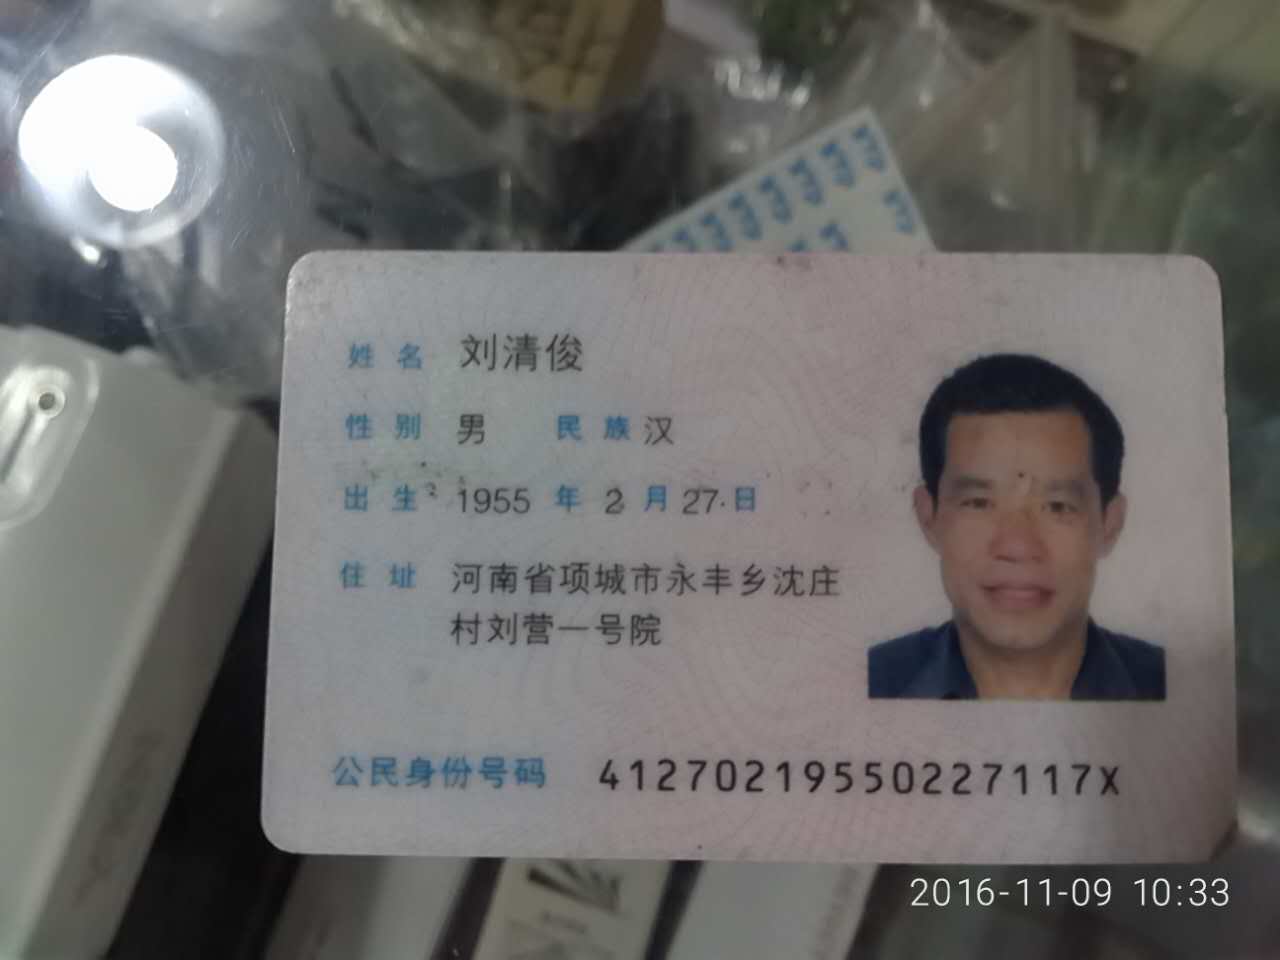 姓名 刘清俊
性别 男 民族 汉
出生 1955 年 2 月 27 日
住址 河南省项城市永丰乡沈庄
村刘营一号院
公民身份号码 41270219550227117X
2016-11-09 10:33